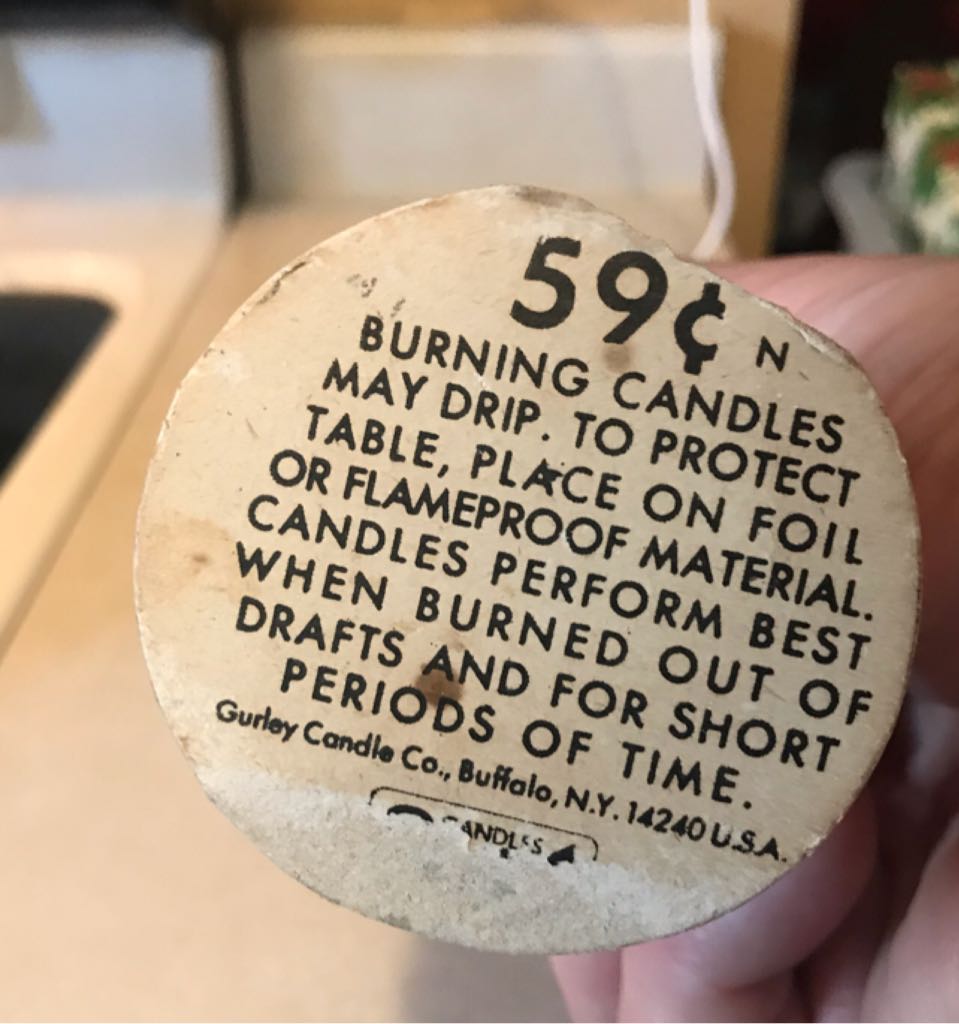 59¢ N
BURNING CANDLES
MAY DRIP. TO PROTECT
TABLE, PLACE ON FOIL
OR FLAMEPROOF MATERIAL.
CANDLES PERFORM BEST
WHEN BURNED OUT OF
DRAFTS AND FOR SHORT
PERIODS OF TIME.
Gurley Candle Co., Buffalo, N.Y. 14240 U.S.A.
CANDLES